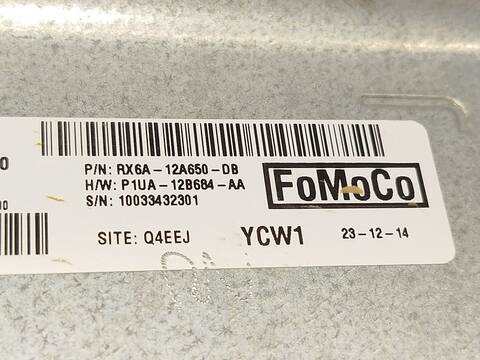 P/N: RX6A-12A650-DB
H/W: P1UA-12B684-AA
S/N: 10033432301
FoMoCo
SITE: Q4EEJ YCW1 23-12-14